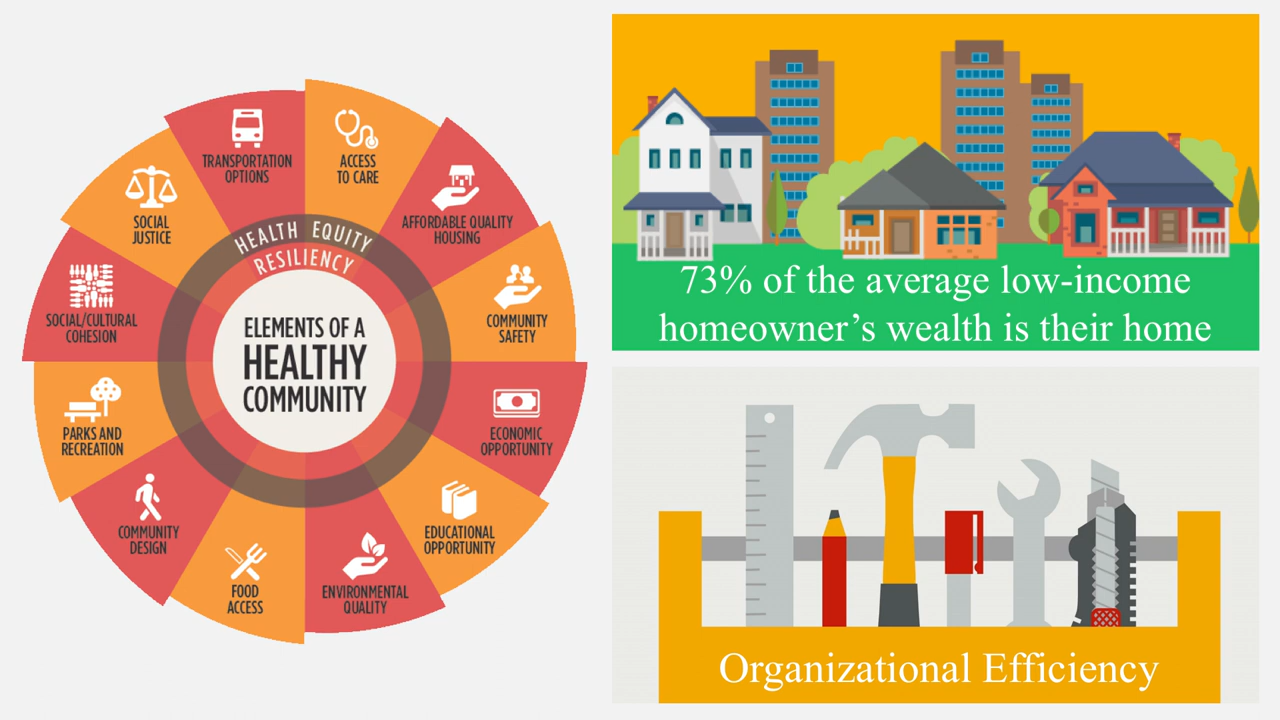 HEALTH EQUITY
RESILIENCY
ELEMENTS OF A
HEALTHY
COMMUNITY
ACCESS
TO CARE
AFFORDABLE QUALITY
HOUSING
COMMUNITY
SAFETY
ECONOMIC
OPPORTUNITY
EDUCATIONAL
OPPORTUNITY
ENVIRONMENTAL
QUALITY
FOOD
ACCESS
COMMUNITY
DESIGN
PARKS AND
RECREATION
SOCIAL/CULTURAL
COHESION
SOCIAL
JUSTICE
TRANSPORTATION
OPTIONS
73% of the average low-income
homeowner’s wealth is their home
Organizational Efficiency